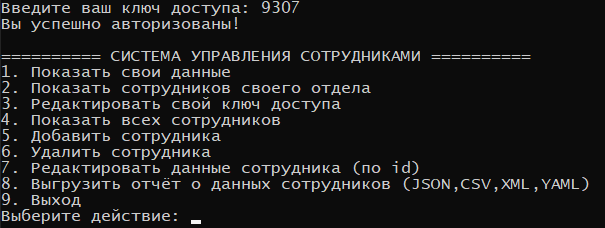 Введите ваш ключ доступа: 9307
Вы успешно авторизованы!
========== СИСТЕМА УПРАВЛЕНИЯ СОТРУДНИКАМИ ==========
1. Показать свои данные
2. Показать сотрудников своего отдела
3. Редактировать свой ключ доступа
4. Показать всех сотрудников
5. Добавить сотрудника
6. Удалить сотрудника
7. Редактировать данные сотрудника (по id)
8. Выгрузить отчёт о данных сотрудников (JSON,CSV,XML,YAML)
9. Выход
Выберите действие: